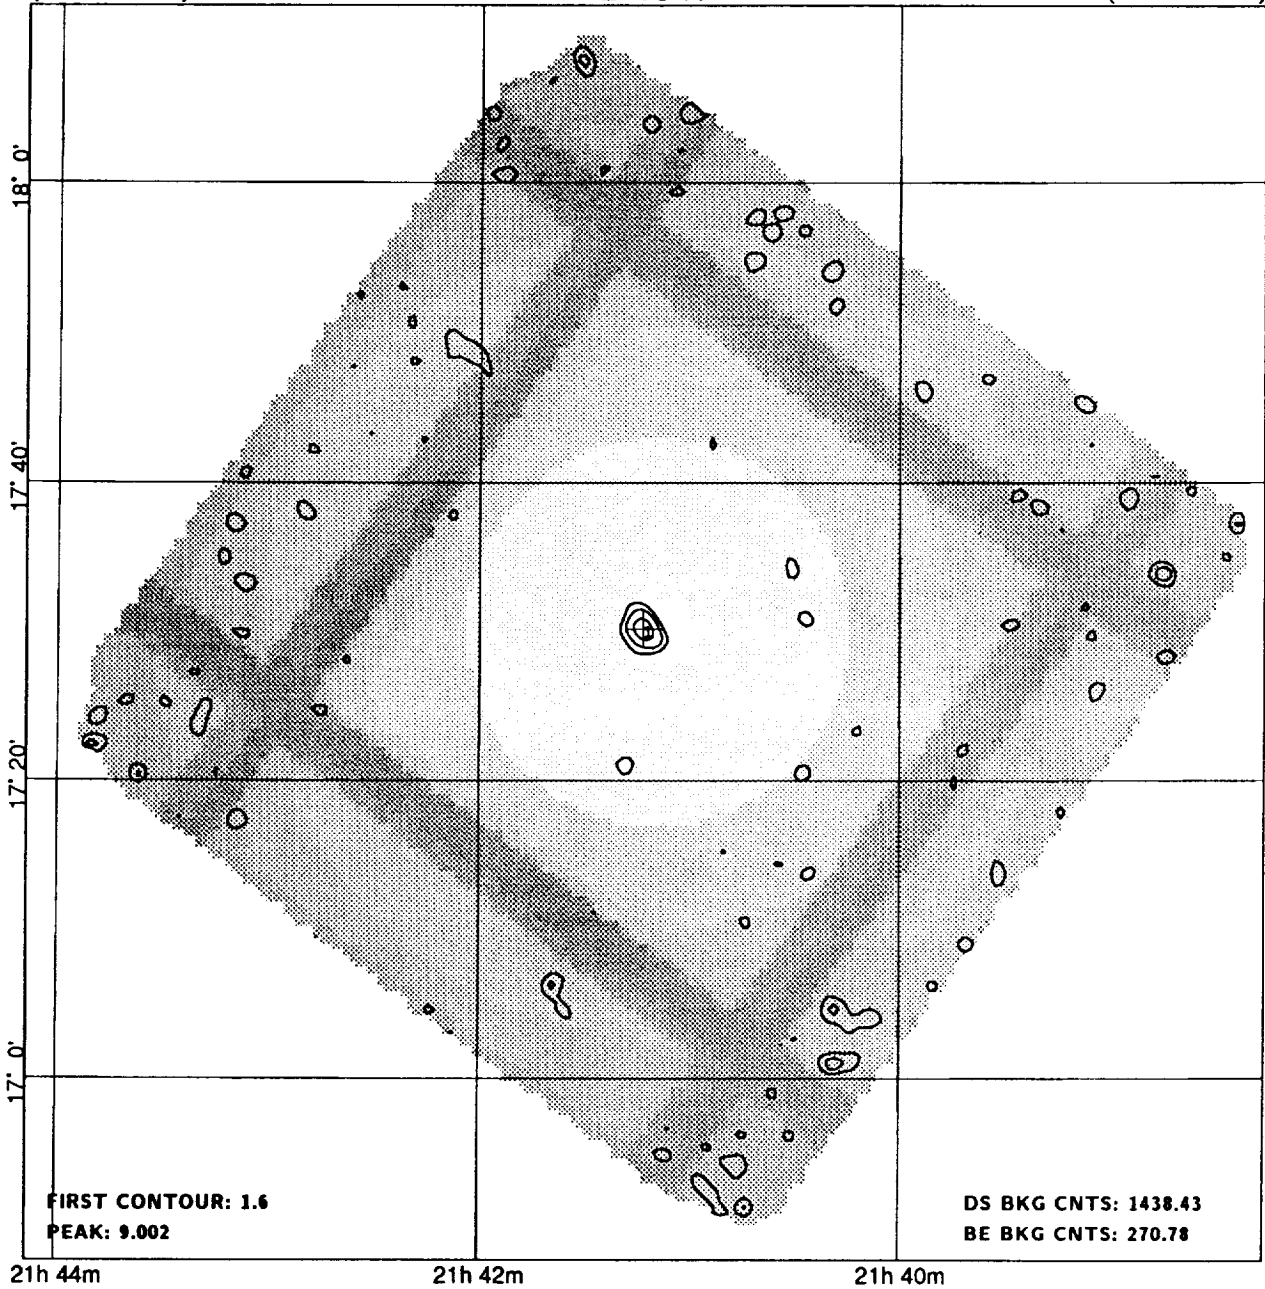 18° 0'
17° 40'
17° 20'
17° 0'
FIRST CONTOUR: 1.6
PEAK: 9.002
DS BKG CNTS: 1438.43
BE BKG CNTS: 270.78
21h 44m
21h 42m
21h 40m